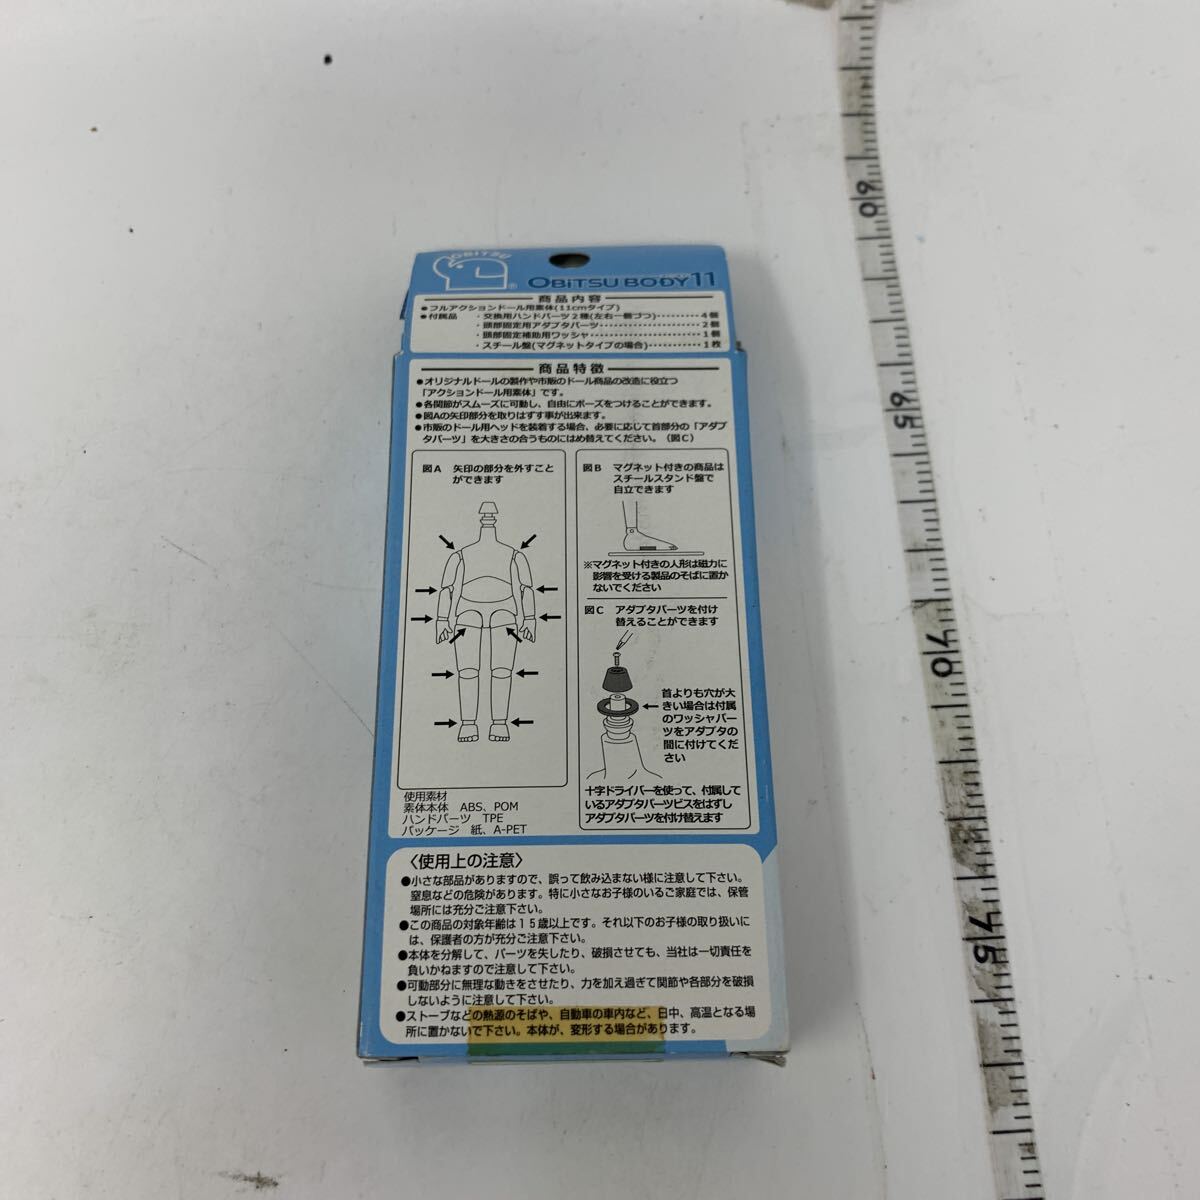 OBITSU
®
OBITSU BODY 11
商品内容
●フルアクションドール用素体(11cmタイプ)
●付属品 ・交換用ハンドパーツ2種(左右一個づつ)………4個
・頭部固定用アダプタパーツ……………2個
・頭部固定補助用ワッシャ……………1個
・スチール盤(マグネットタイプの場合)…………1枚
商品特徴
●オリジナルドールの製作や市販のドール商品の改造に役立つ
「アクションドール用素体」です。
●各関節がスムーズに可動し、自由にポーズをつけることができます。
●図Aの矢印部分を取りはずす事が出来ます。
●市販のドール用ヘッドを装着する場合、必要に応じて首部分の「アダプ
タパーツ」を大きさの合うものにはめ替えてください。(図C)
図A 矢印の部分を外すこと
ができます
図B マグネット付きの商品は
スチールスタンド盤で
自立できます
※マグネット付きの人形は磁力に
影響を受ける製品のそばに置か
ないでください
図C アダプタパーツを付け
替えることができます
首よりも穴が大
きい場合は付属
のワッシャパー
ツをアダプタの
間に付けてくだ
さい
十字ドライバーを使って、付属して
いるアダプタパーツビスをはずし
アダプタパーツを付け替えます
使用素材
素体本体 ABS、POM
ハンドパーツ TPE
パッケージ 紙、A-PET
〈使用上の注意〉
●小さな部品がありますので、誤って飲み込まない様に注意して下さい。
窒息などの危険があります。特に小さなお子様のいるご家庭では、保管
場所には充分ご注意下さい。
●この商品の対象年齢は15歳以上です。それ以下のお子様の取り扱いに
は、保護者の方が充分ご注意下さい。
●本体を分解して、パーツを失したり、破損させても、当社は一切責任を
負いかねますので注意して下さい。
●可動部分に無理な動きをさせたり、力を加え過ぎて関節や各部分を破損
しないように注意して下さい。
●ストーブなどの熱源のそばや、自動車の車内など、日中、高温となる場
所に置かないで下さい。本体が、変形する場合があります。
60
65
70
75